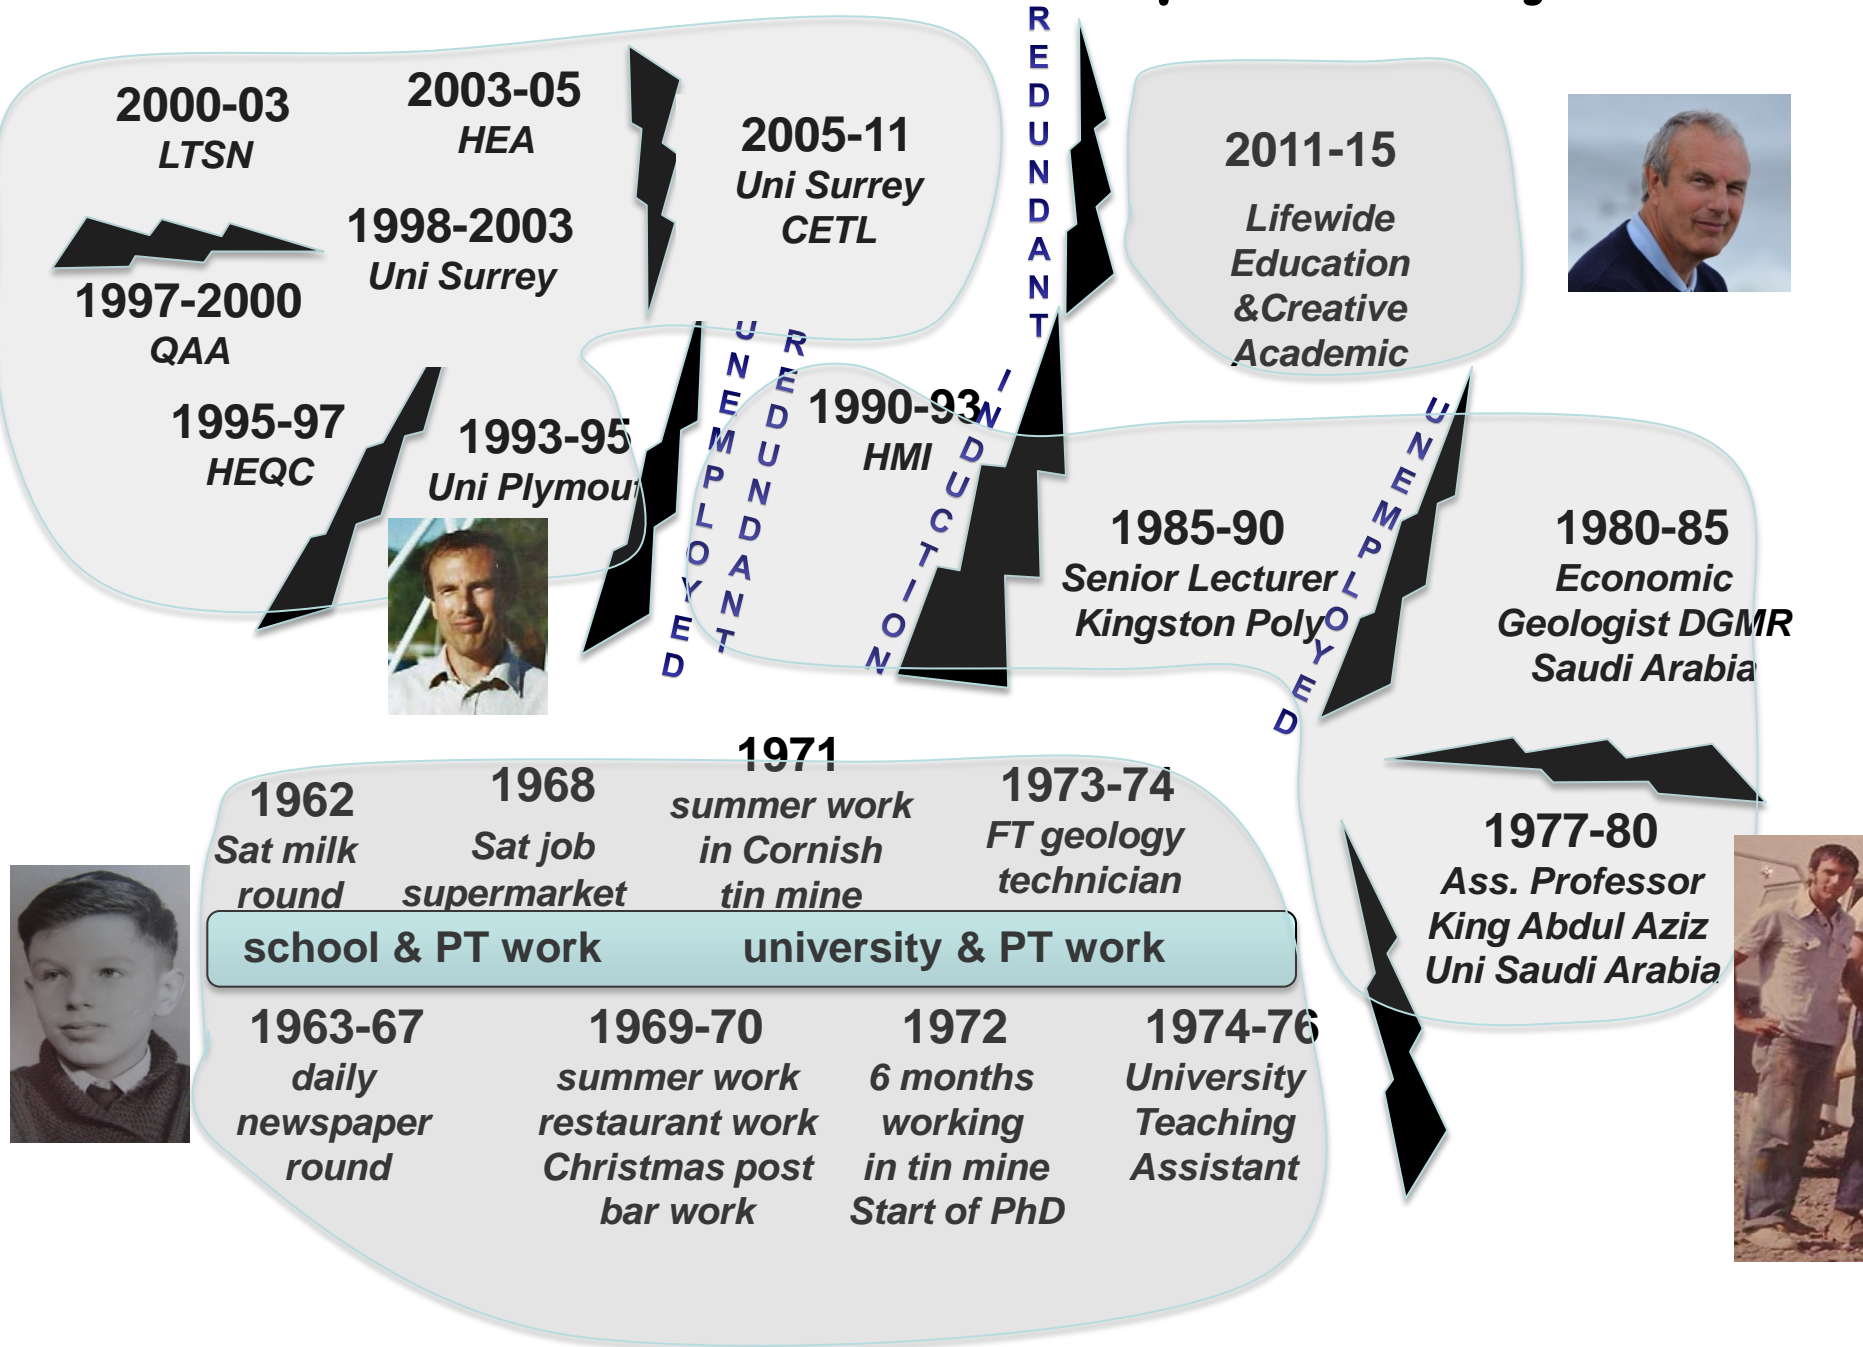 2000-03
LTSN
2003-05
HEA
2005-11
Uni Surrey
CETL
REDUNDANT
2011-15
Lifewide
Education
&Creative
Academic
1998-2003
Uni Surrey
1997-2000
QAA
1995-97
HEQC
1993-95
Uni Plymout
UNEMPLOYED
REDUNDANT
1990-93
HMI
INDUCTION
1985-90
Senior Lecturer
Kingston Poly
UNEMPLOYED
1980-85
Economic
Geologist DGMR
Saudi Arabia
1977-80
Ass. Professor
King Abdul Aziz
Uni Saudi Arabia
1962
Sat milk
round
1968
Sat job
supermarket
1971
summer work
in Cornish
tin mine
1973-74
FT geology
technician
school & PT work
university & PT work
1963-67
daily
newspaper
round
1969-70
summer work
restaurant work
Christmas post
bar work
1972
6 months
working
in tin mine
Start of PhD
1974-76
University
Teaching
Assistant